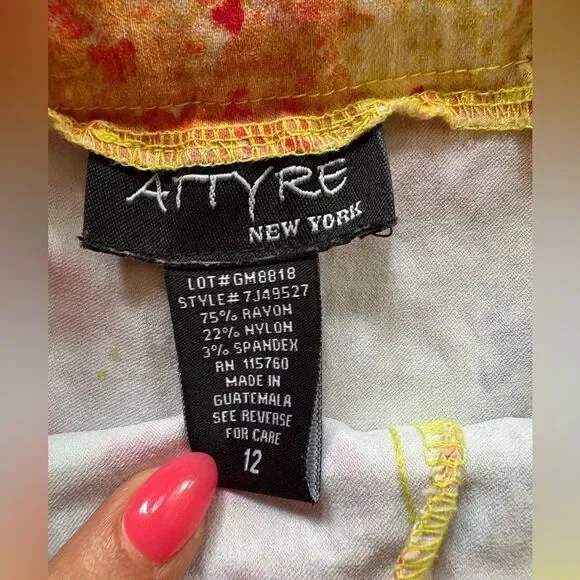 ATTYRE
NEW YORK
LOT#GM8818
STYLE#7J49527
75% RAYON
22% NYLON
3% SPANDEX
RN 115760
MADE IN
GUATEMALA
SEE REVERSE
FOR CARE
12